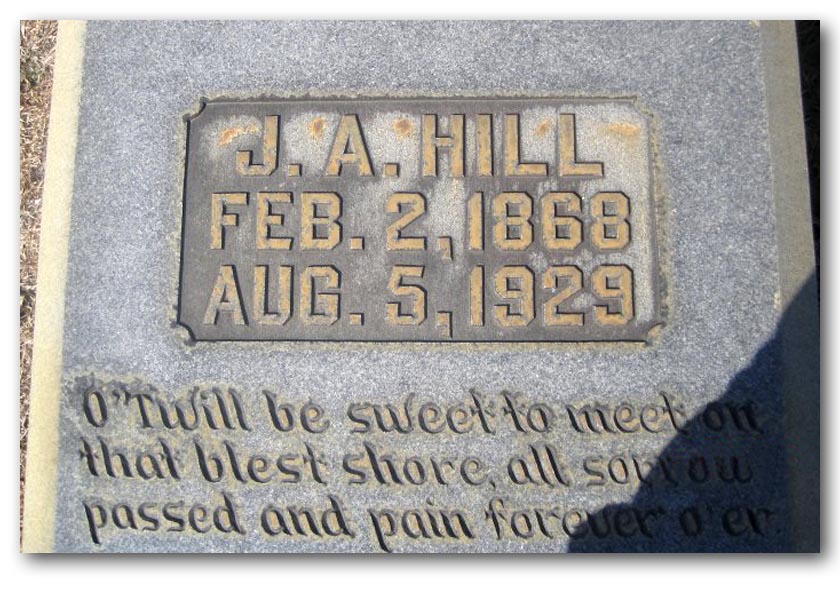 J. A. HILL
FEB. 2, 1868
AUG. 5, 1929
O "Twill be sweet to meet on
that blest shore, all sorrow
passed and pain forever o'er.